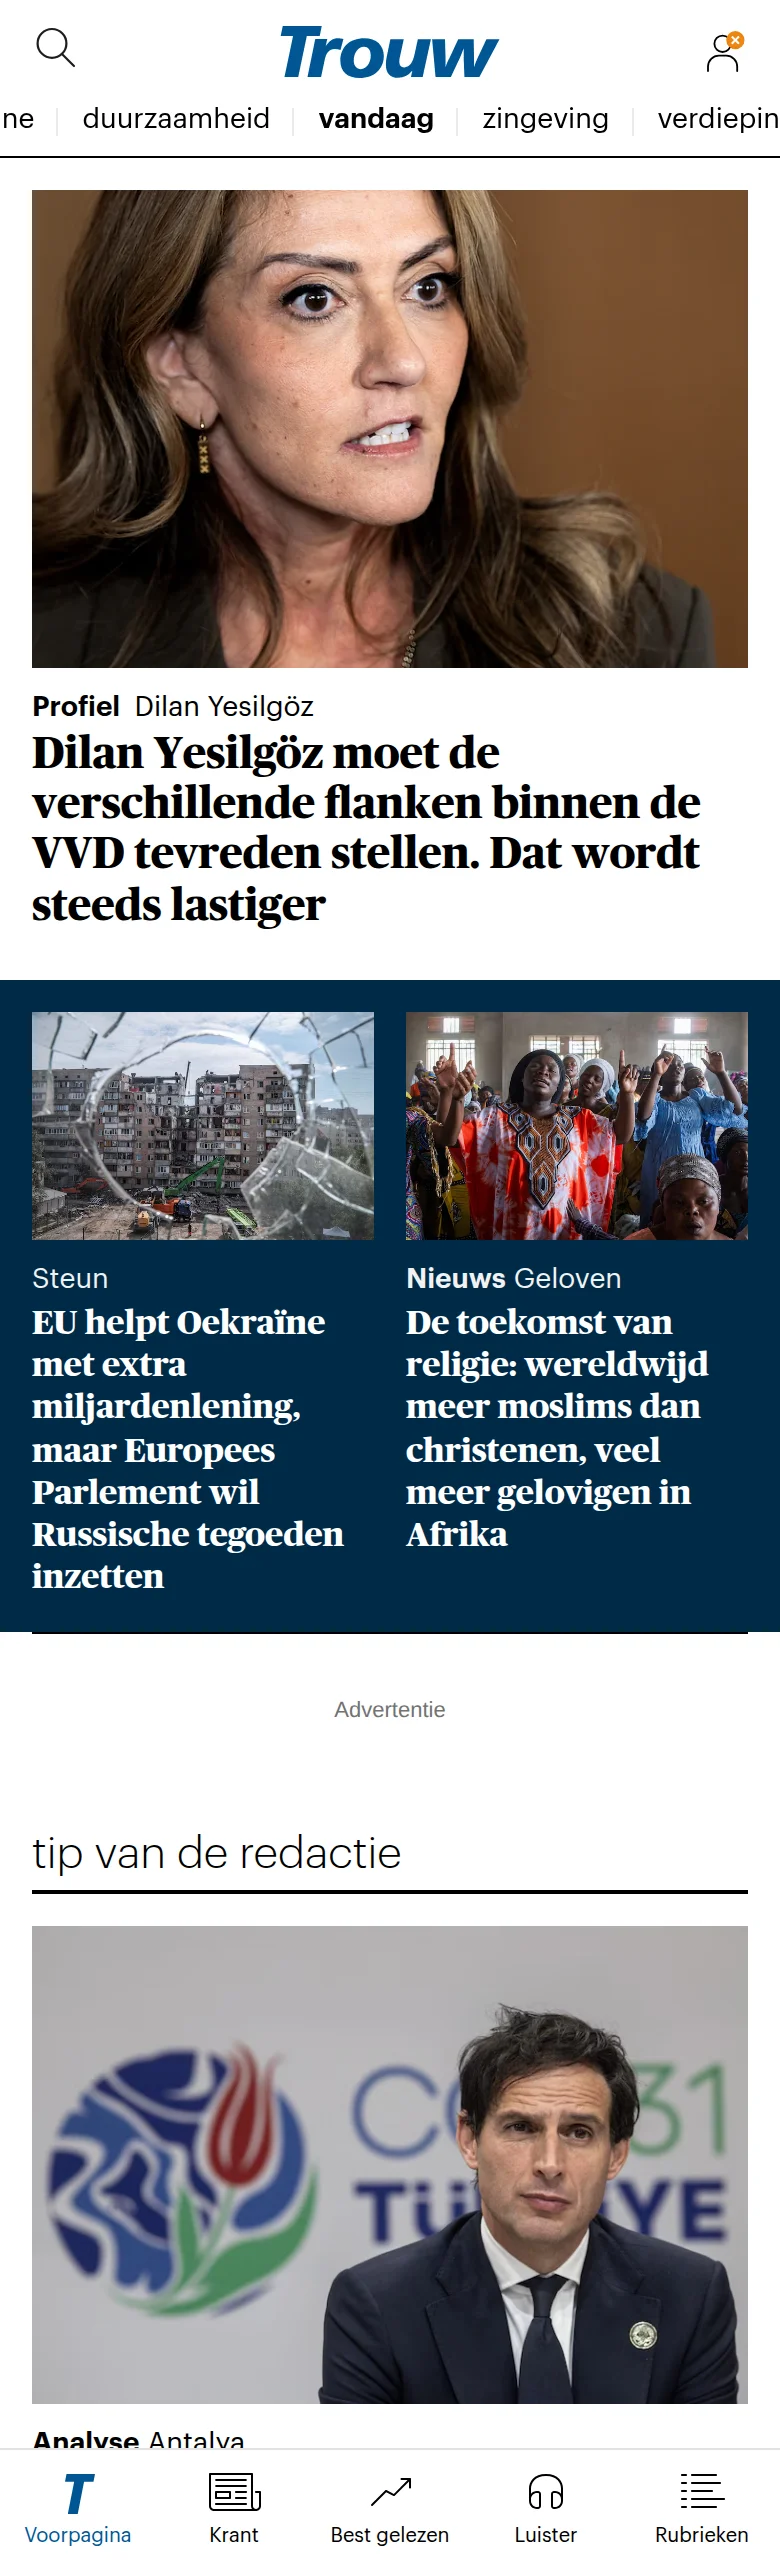 Trouw
ne duurzaamheid vandaag zingeving verdiepin
Profiel Dilan Yesilgöz
Dilan Yesilgöz moet de
verschillende flanken binnen de
VVD tevreden stellen. Dat wordt
steeds lastiger
Steun
EU helpt Oekraïne
met extra
miljardenlening,
maar Europees
Parlement wil
Russische tegoeden
inzetten
Nieuws Geloven
De toekomst van
religie: wereldwijd
meer moslims dan
christenen, veel
meer gelovigen in
Afrika
Advertentie
tip van de redactie
C 31
TÜ YE
Analyse Antalya
T
Voorpagina Krant Best gelezen Luister Rubrieken